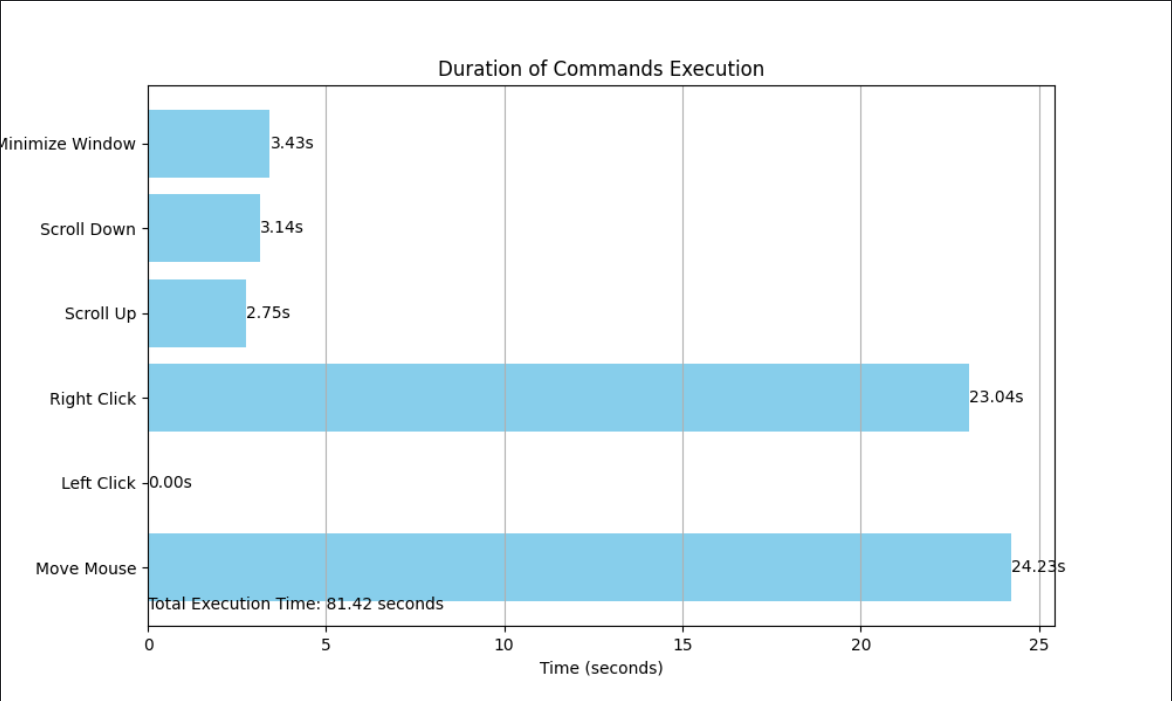 Duration of Commands Execution
Minimize Window 3.43s
Scroll Down 3.14s
Scroll Up 2.75s
Right Click 23.04s
Left Click 0.00s
Move Mouse 24.23s
Total Execution Time: 81.42 seconds
0 5 10 15 20 25
Time (seconds)